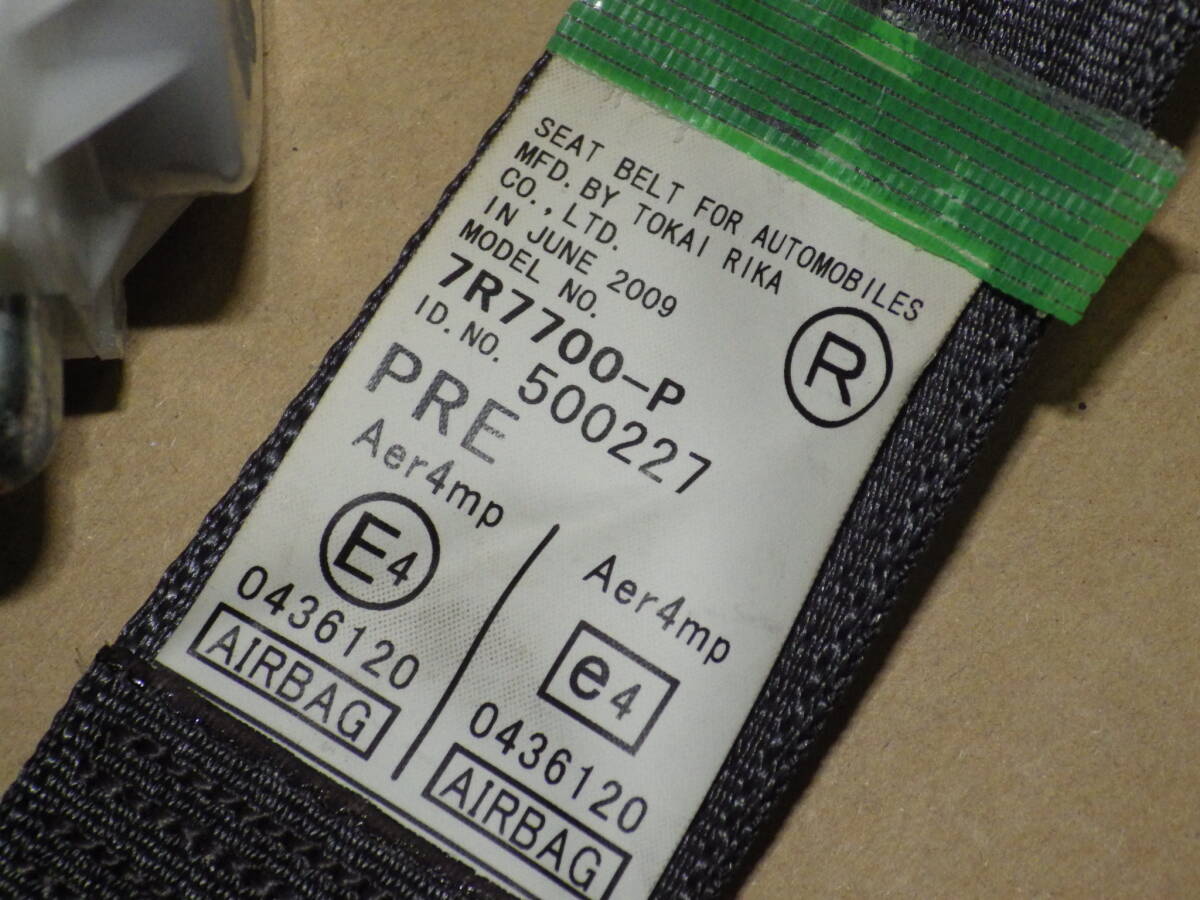 SEAT BELT FOR AUTOMOBILES
MFD. BY TOKAI RIKA
CO., LTD.
IN JUNE 2009
MODEL NO.
7R7700-P
R
ID. NO. 500227
PRE
Aer4mp
E4
0436120
AIRBAG
Aer4mp
e4
0436120
AIRBAG